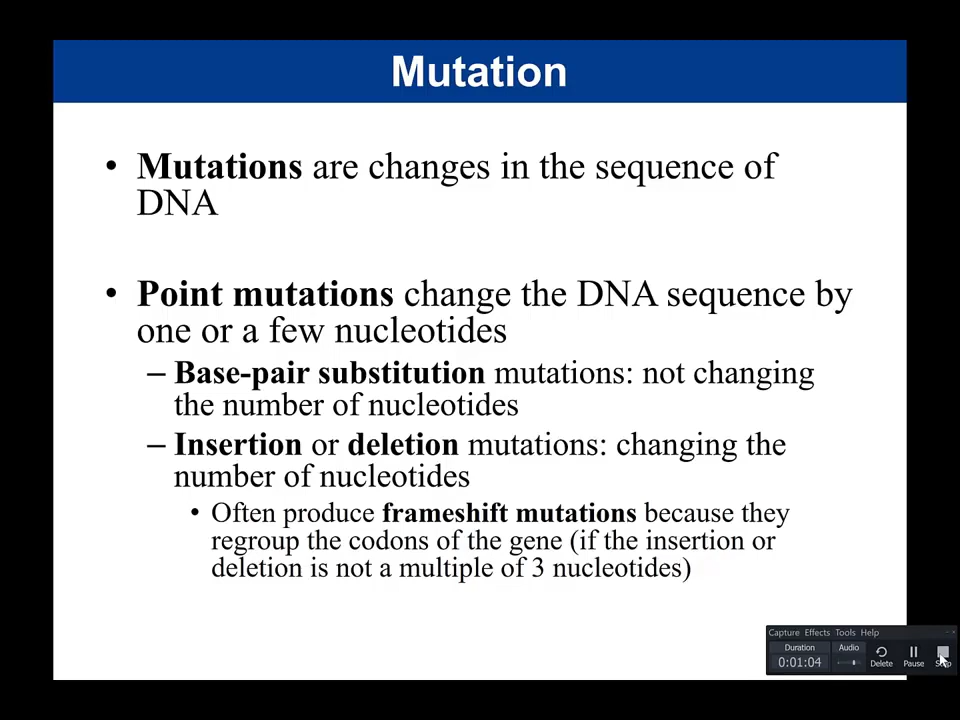 Mutation
• Mutations are changes in the sequence of
DNA
• Point mutations change the DNA sequence by
one or a few nucleotides
– Base-pair substitution mutations: not changing
the number of nucleotides
– Insertion or deletion mutations: changing the
number of nucleotides
• Often produce frameshift mutations because they
regroup the codons of the gene (if the insertion or
deletion is not a multiple of 3 nucleotides)
Capture Effects Tools Help
Duration Audio
0:01:04 Delete Pause